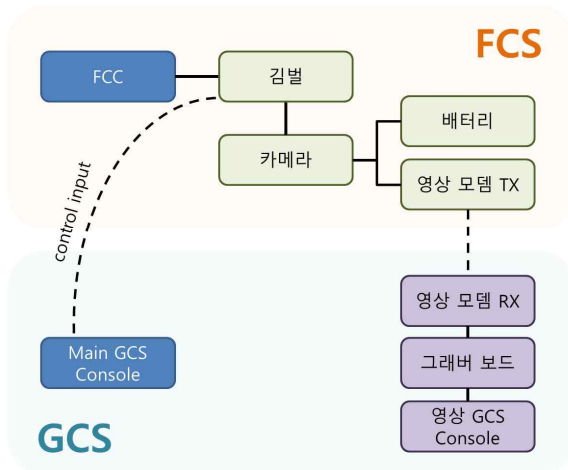 FCS
FCC
김벌
카메라
배터리
영상 모뎀 TX
control input
영상 모뎀 RX
Main GCS
Console
그래버 보드
영상 GCS
Console
GCS